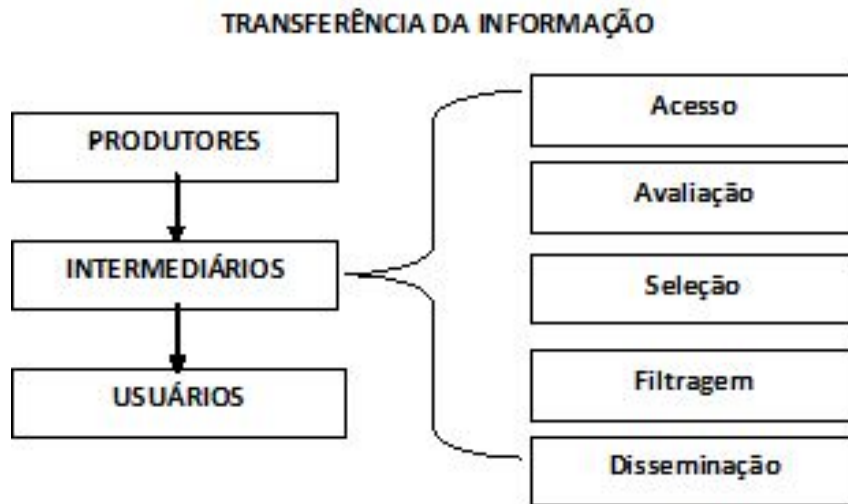 TRANSFERÊNCIA DA INFORMAÇÃO
PRODUTORES
INTERMEDIÁRIOS
USUÁRIOS
Acesso
Avaliação
Seleção
Filtragem
Disseminação